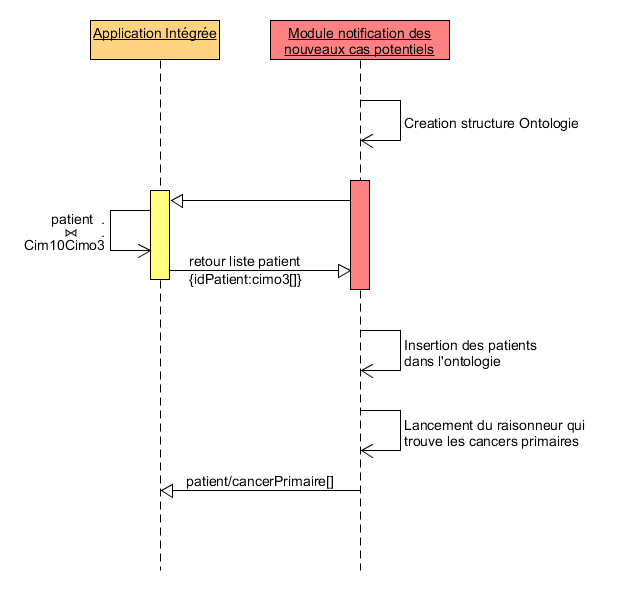 Application Intégrée
Module notification des
nouveaux cas potentiels
Creation structure Ontologie
patient .
⋈ .
Cim10Cimo3
retour liste patient
{idPatient:cimo3[]}
Insertion des patients
dans l'ontologie
Lancement du raisonneur qui
trouve les cancers primaires
patient/cancerPrimaire[]